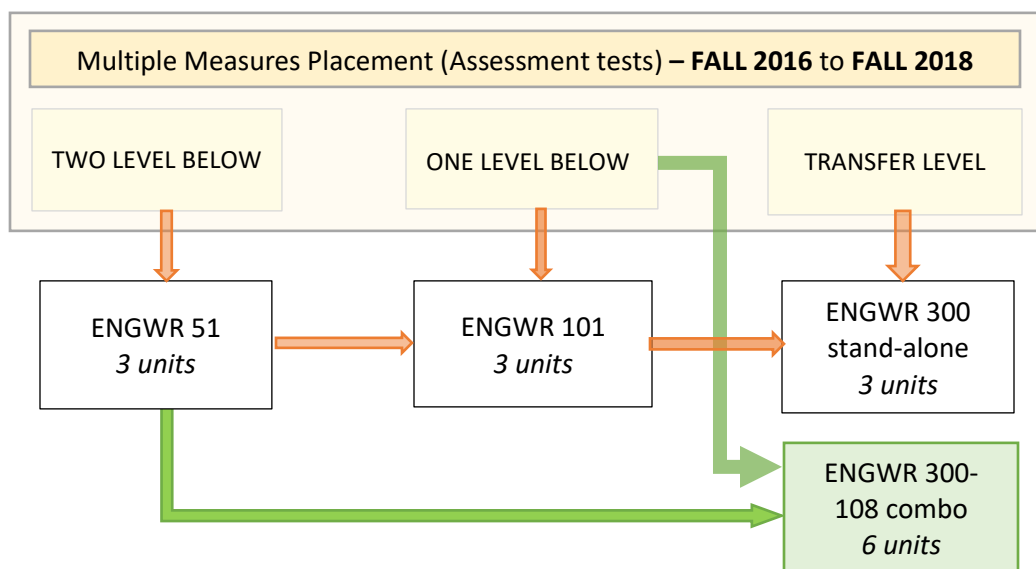 Multiple Measures Placement (Assessment tests) – FALL 2016 to FALL 2018
TWO LEVEL BELOW
ONE LEVEL BELOW
TRANSFER LEVEL
ENGWR 51
3 units
ENGWR 101
3 units
ENGWR 300
stand-alone
3 units
ENGWR 300-
108 combo
6 units